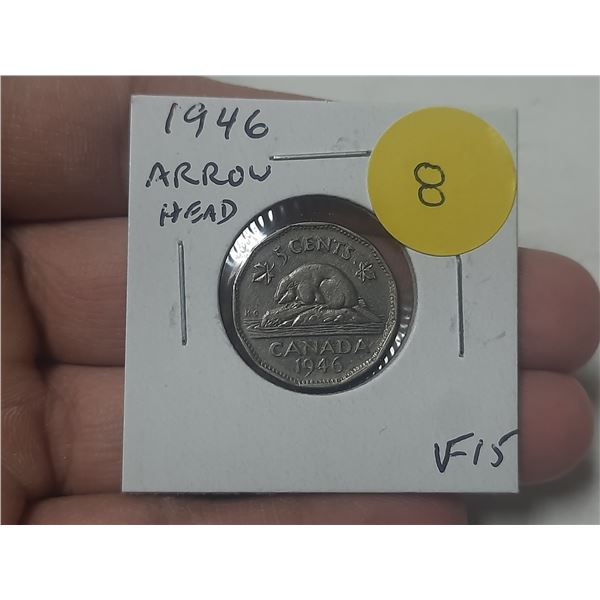 1946
ARROW
HEAD
8
5 CENTS
K·G
CANADA
1946
VF15